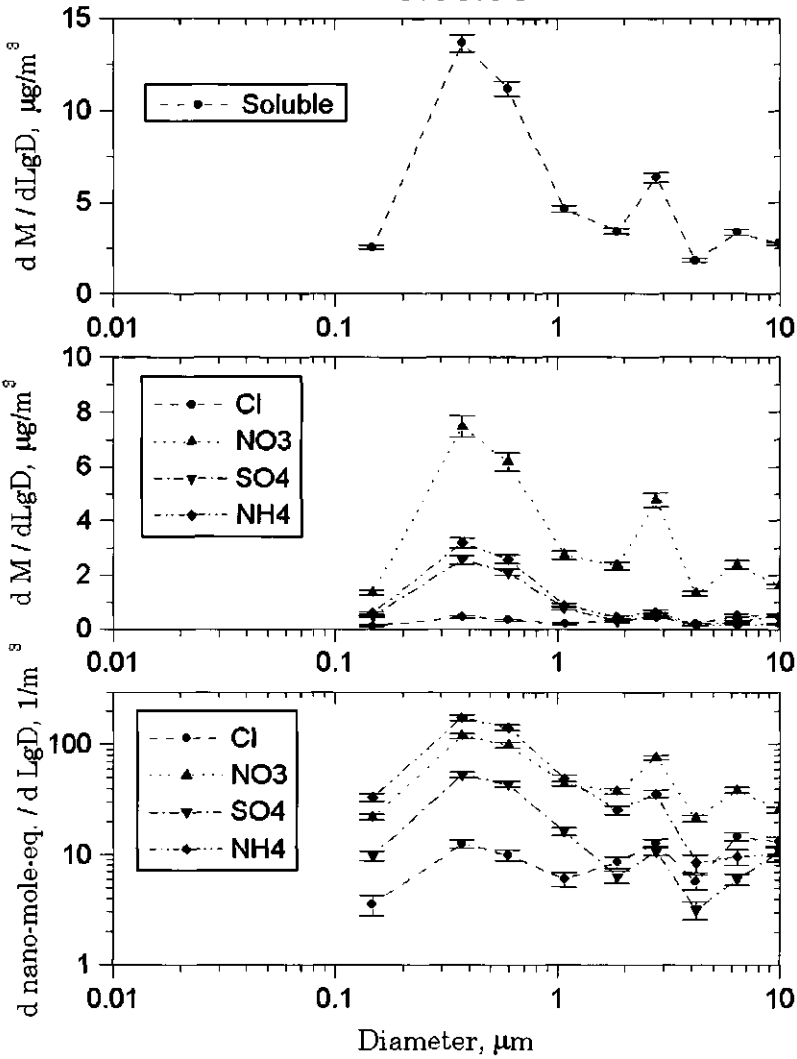 d M / dLgD, μg/m³
15
10
5
0
Soluble
0.01
0.1
1
10
d M / dLgD, μg/m³
10
8
6
4
2
0
Cl
NO3
SO4
NH4
0.01
0.1
1
10
d nano-mole-eq. / d LgD, 1/m³
100
10
1
Cl
NO3
SO4
NH4
0.01
0.1
1
10
Diameter, μm